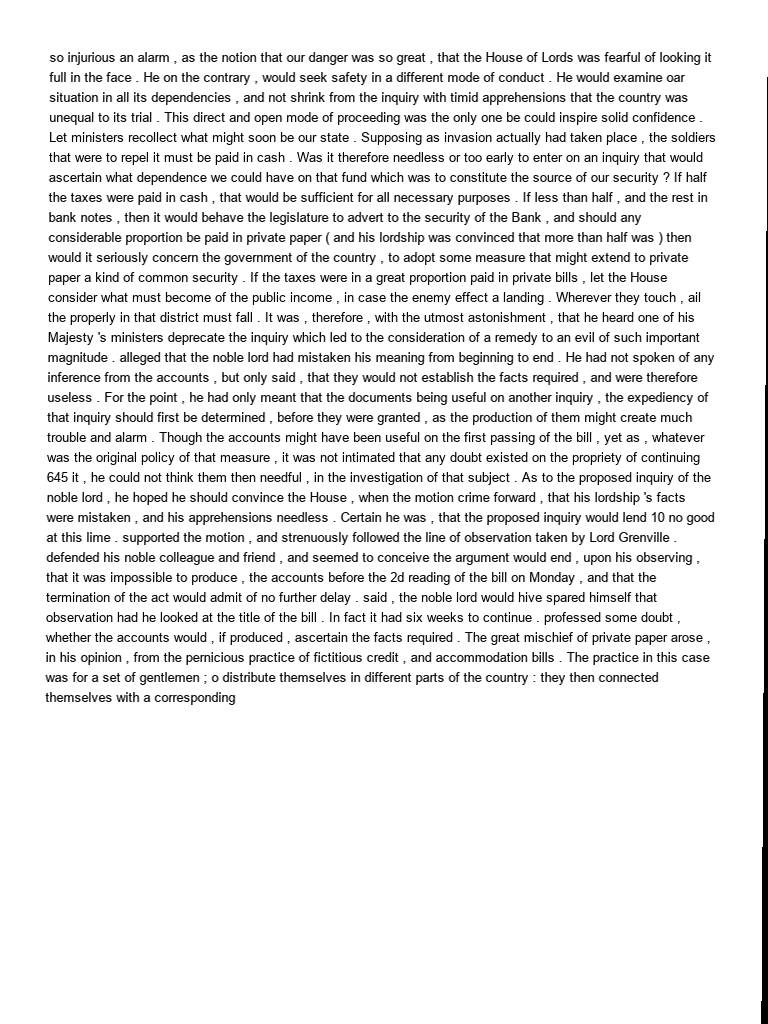 so injurious an alarm , as the notion that our danger was so great , that the House of Lords was fearful of looking it
full in the face . He on the contrary , would seek safety in a different mode of conduct . He would examine oar
situation in all its dependencies , and not shrink from the inquiry with timid apprehensions that the country was
unequal to its trial . This direct and open mode of proceeding was the only one be could inspire solid confidence .
Let ministers recollect what might soon be our state . Supposing as invasion actually had taken place , the soldiers
that were to repel it must be paid in cash . Was it therefore needless or too early to enter on an inquiry that would
ascertain what dependence we could have on that fund which was to constitute the source of our security ? If half
the taxes were paid in cash , that would be sufficient for all necessary purposes . If less than half , and the rest in
bank notes , then it would behave the legislature to advert to the security of the Bank , and should any
considerable proportion be paid in private paper ( and his lordship was convinced that more than half was ) then
would it seriously concern the government of the country , to adopt some measure that might extend to private
paper a kind of common security . If the taxes were in a great proportion paid in private bills , let the House
consider what must become of the public income , in case the enemy effect a landing . Wherever they touch , ail
the properly in that district must fall . It was , therefore , with the utmost astonishment , that he heard one of his
Majesty 's ministers deprecate the inquiry which led to the consideration of a remedy to an evil of such important
magnitude . alleged that the noble lord had mistaken his meaning from beginning to end . He had not spoken of any
inference from the accounts , but only said , that they would not establish the facts required , and were therefore
useless . For the point , he had only meant that the documents being useful on another inquiry , the expediency of
that inquiry should first be determined , before they were granted , as the production of them might create much
trouble and alarm . Though the accounts might have been useful on the first passing of the bill , yet as , whatever
was the original policy of that measure , it was not intimated that any doubt existed on the propriety of continuing
645 it , he could not think them then needful , in the investigation of that subject . As to the proposed inquiry of the
noble lord , he hoped he should convince the House , when the motion crime forward , that his lordship 's facts
were mistaken , and his apprehensions needless . Certain he was , that the proposed inquiry would lend 10 no good
at this lime . supported the motion , and strenuously followed the line of observation taken by Lord Grenville .
defended his noble colleague and friend , and seemed to conceive the argument would end , upon his observing ,
that it was impossible to produce , the accounts before the 2d reading of the bill on Monday , and that the
termination of the act would admit of no further delay . said , the noble lord would hive spared himself that
observation had he looked at the title of the bill . In fact it had six weeks to continue . professed some doubt ,
whether the accounts would , if produced , ascertain the facts required . The great mischief of private paper arose ,
in his opinion , from the pernicious practice of fictitious credit , and accommodation bills . The practice in this case
was for a set of gentlemen ; o distribute themselves in different parts of the country : they then connected
themselves with a corresponding